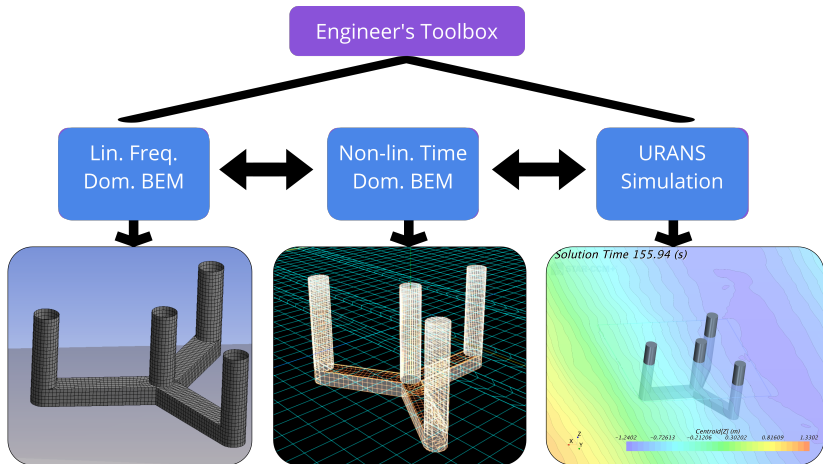 Engineer's Toolbox
Lin. Freq.
Dom. BEM
Non-lin. Time
Dom. BEM
URANS
Simulation
Solution Time 155.94 (s)
Z
X
Y
Centroid[Z] (m)
-1.2402 -0.72613 -0.21206 0.30202 0.81609 1.3302